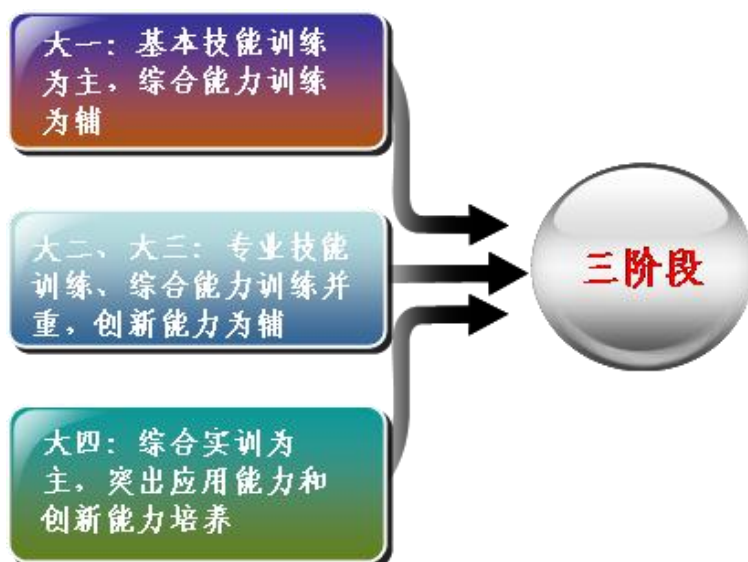 大一：基本技能训练
为主，综合能力训练
为辅
大二、大三：专业技能
训练、综合能力训练并
重，创新能力为辅
三阶段
大四：综合实训为
主，突出应用能力和
创新能力培养